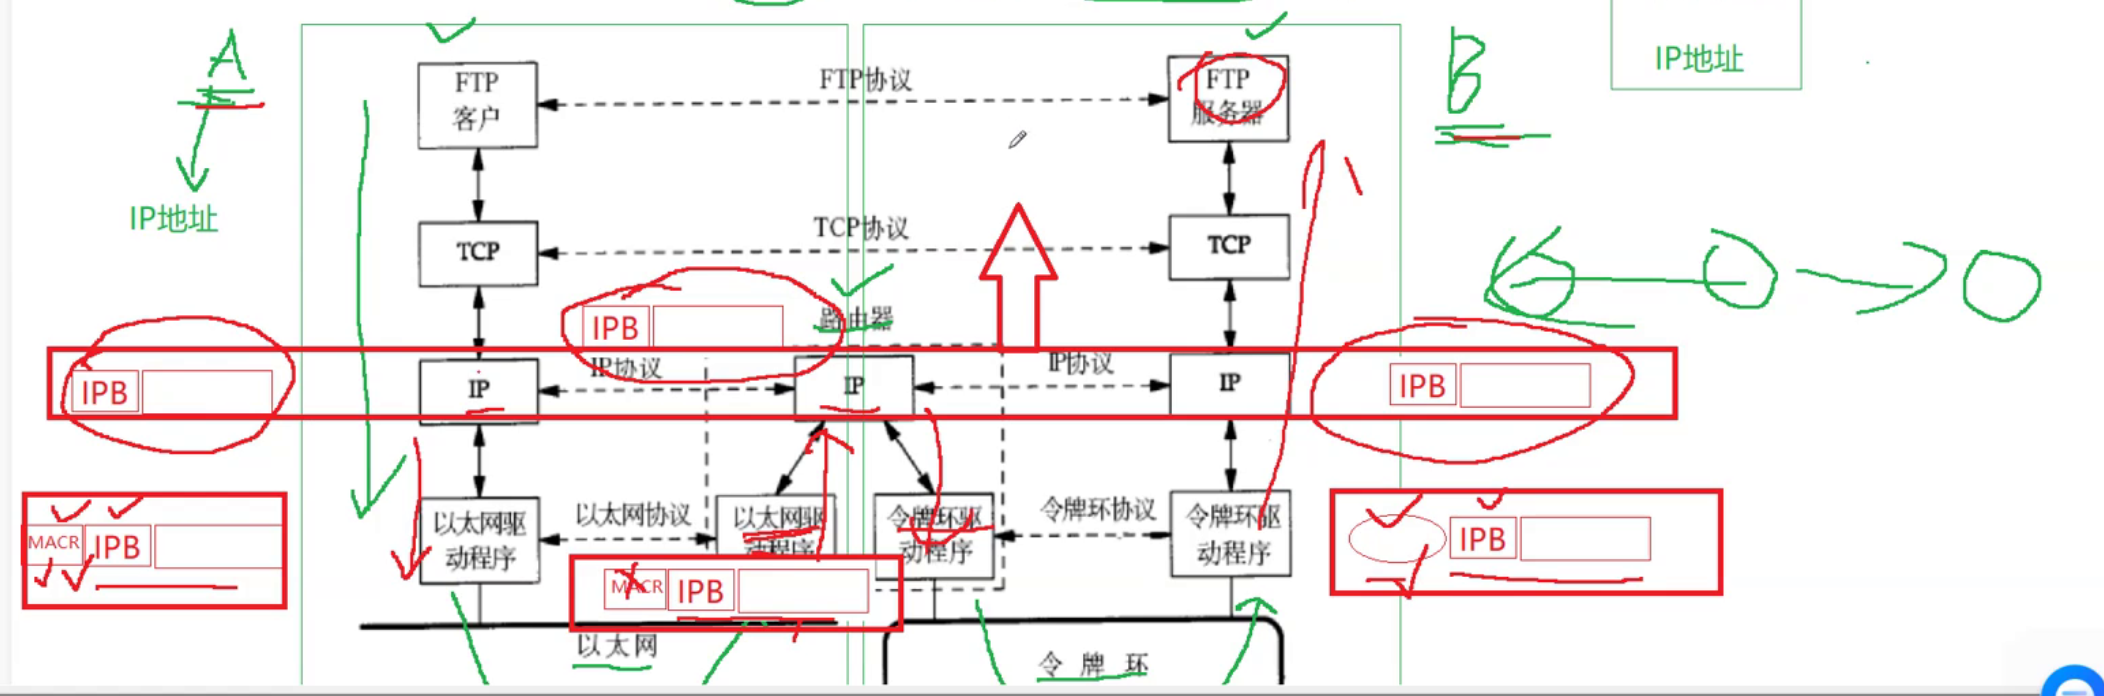 A
B
IP地址
IP地址
FTP
客户
FTP协议
FTP
服务器
TCP
TCP协议
TCP
IPB
路由器
IPB
IP
IP协议
IP
IP协议
IP
IPB
MACR
IPB
以太网驱
动程序
以太网协议
以太网驱
动程序
令牌环驱
动程序
令牌环协议
令牌环驱
动程序
IPB
MACR
IPB
以太网
令牌环